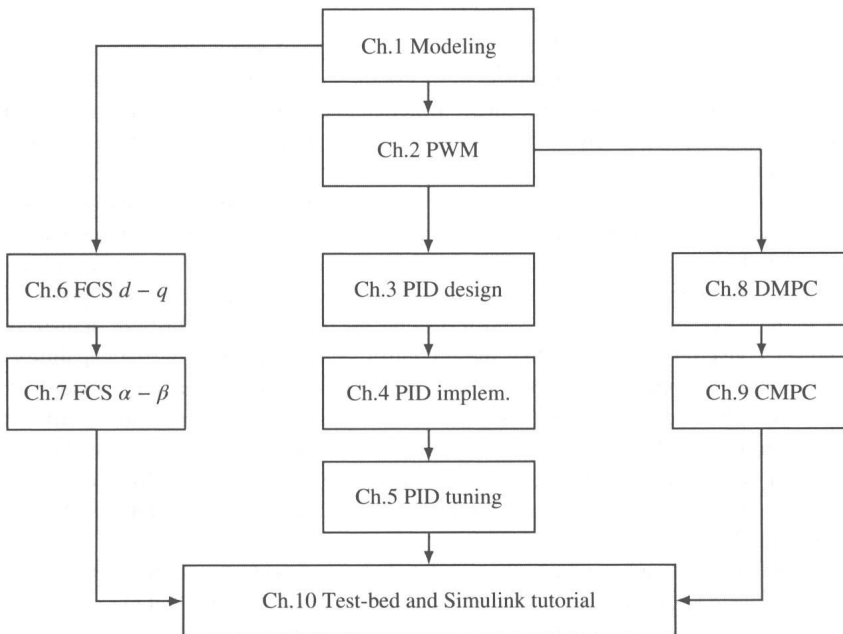 Ch.1 Modeling
Ch.2 PWM
Ch.6 FCS d − q
Ch.3 PID design
Ch.8 DMPC
Ch.7 FCS α − β
Ch.4 PID implem.
Ch.9 CMPC
Ch.5 PID tuning
Ch.10 Test-bed and Simulink tutorial